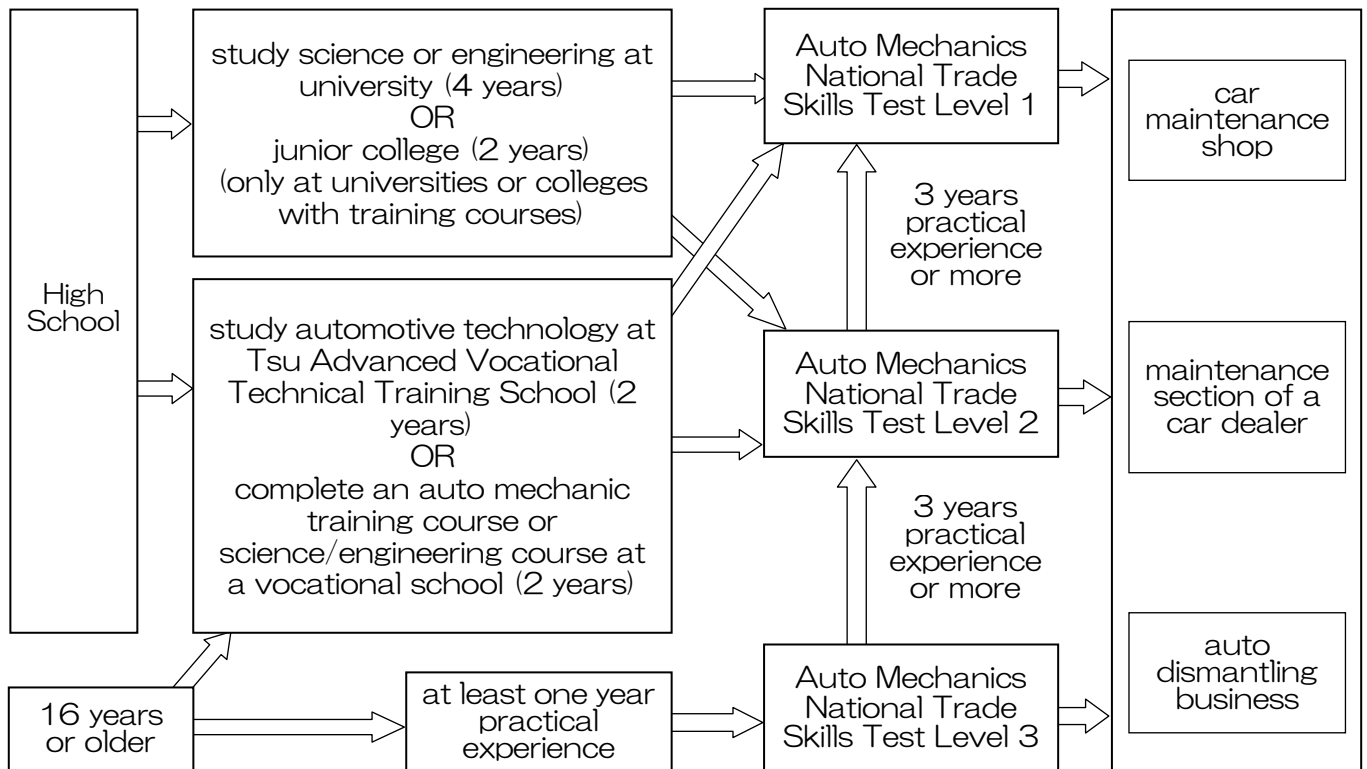 High
School
16 years
or older
study science or engineering at
university (4 years)
OR
junior college (2 years)
(only at universities or colleges
with training courses)
study automotive technology at
Tsu Advanced Vocational
Technical Training School (2
years)
OR
complete an auto mechanic
training course or
science/engineering course at
a vocational school (2 years)
at least one year
practical
experience
Auto Mechanics
National Trade
Skills Test Level 1
3 years
practical
experience
or more
Auto Mechanics
National Trade
Skills Test Level 2
3 years
practical
experience
or more
Auto Mechanics
National Trade
Skills Test Level 3
car
maintenance
shop
maintenance
section of a
car dealer
auto
dismantling
business